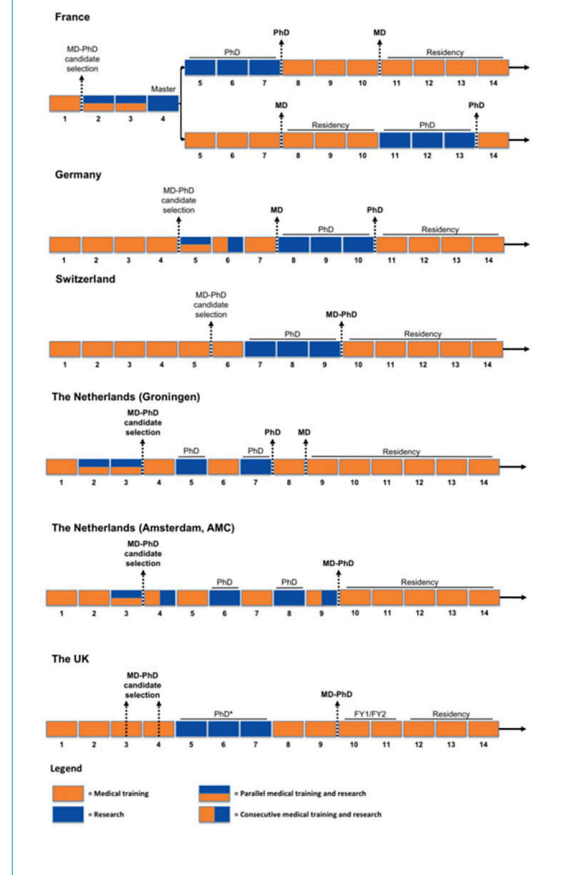 France
MD-PhD
candidate
selection
Master
PhD
PhD
MD
Residency
5 6 7 8 9 10 11 12 13 14
1 2 3 4
MD
Residency
PhD
PhD
5 6 7 8 9 10 11 12 13 14
Germany
MD-PhD
candidate
selection
MD
PhD
PhD
Residency
1 2 3 4 5 6 7 8 9 10 11 12 13 14
Switzerland
MD-PhD
candidate
selection
PhD
MD-PhD
Residency
1 2 3 4 5 6 7 8 9 10 11 12 13 14
The Netherlands (Groningen)
MD-PhD
candidate
selection
PhD
PhD
PhD
MD
Residency
1 2 3 4 5 6 7 8 9 10 11 12 13 14
The Netherlands (Amsterdam, AMC)
MD-PhD
candidate
selection
PhD
PhD
MD-PhD
Residency
1 2 3 4 5 6 7 8 9 10 11 12 13 14
The UK
MD-PhD
candidate
selection
PhD*
MD-PhD
FY1/FY2
Residency
1 2 3 4 5 6 7 8 9 10 11 12 13 14
Legend
= Medical training
= Parallel medical training and research
= Research
= Consecutive medical training and research